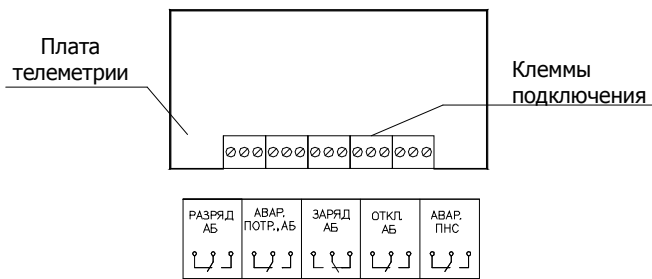 Плата
телеметрии
Клеммы
подключения
РАЗРЯД
АБ
АВАР.
ПОТР.,АБ
ЗАРЯД
АБ
ОТКЛ.
АБ
АВАР.
ПНС